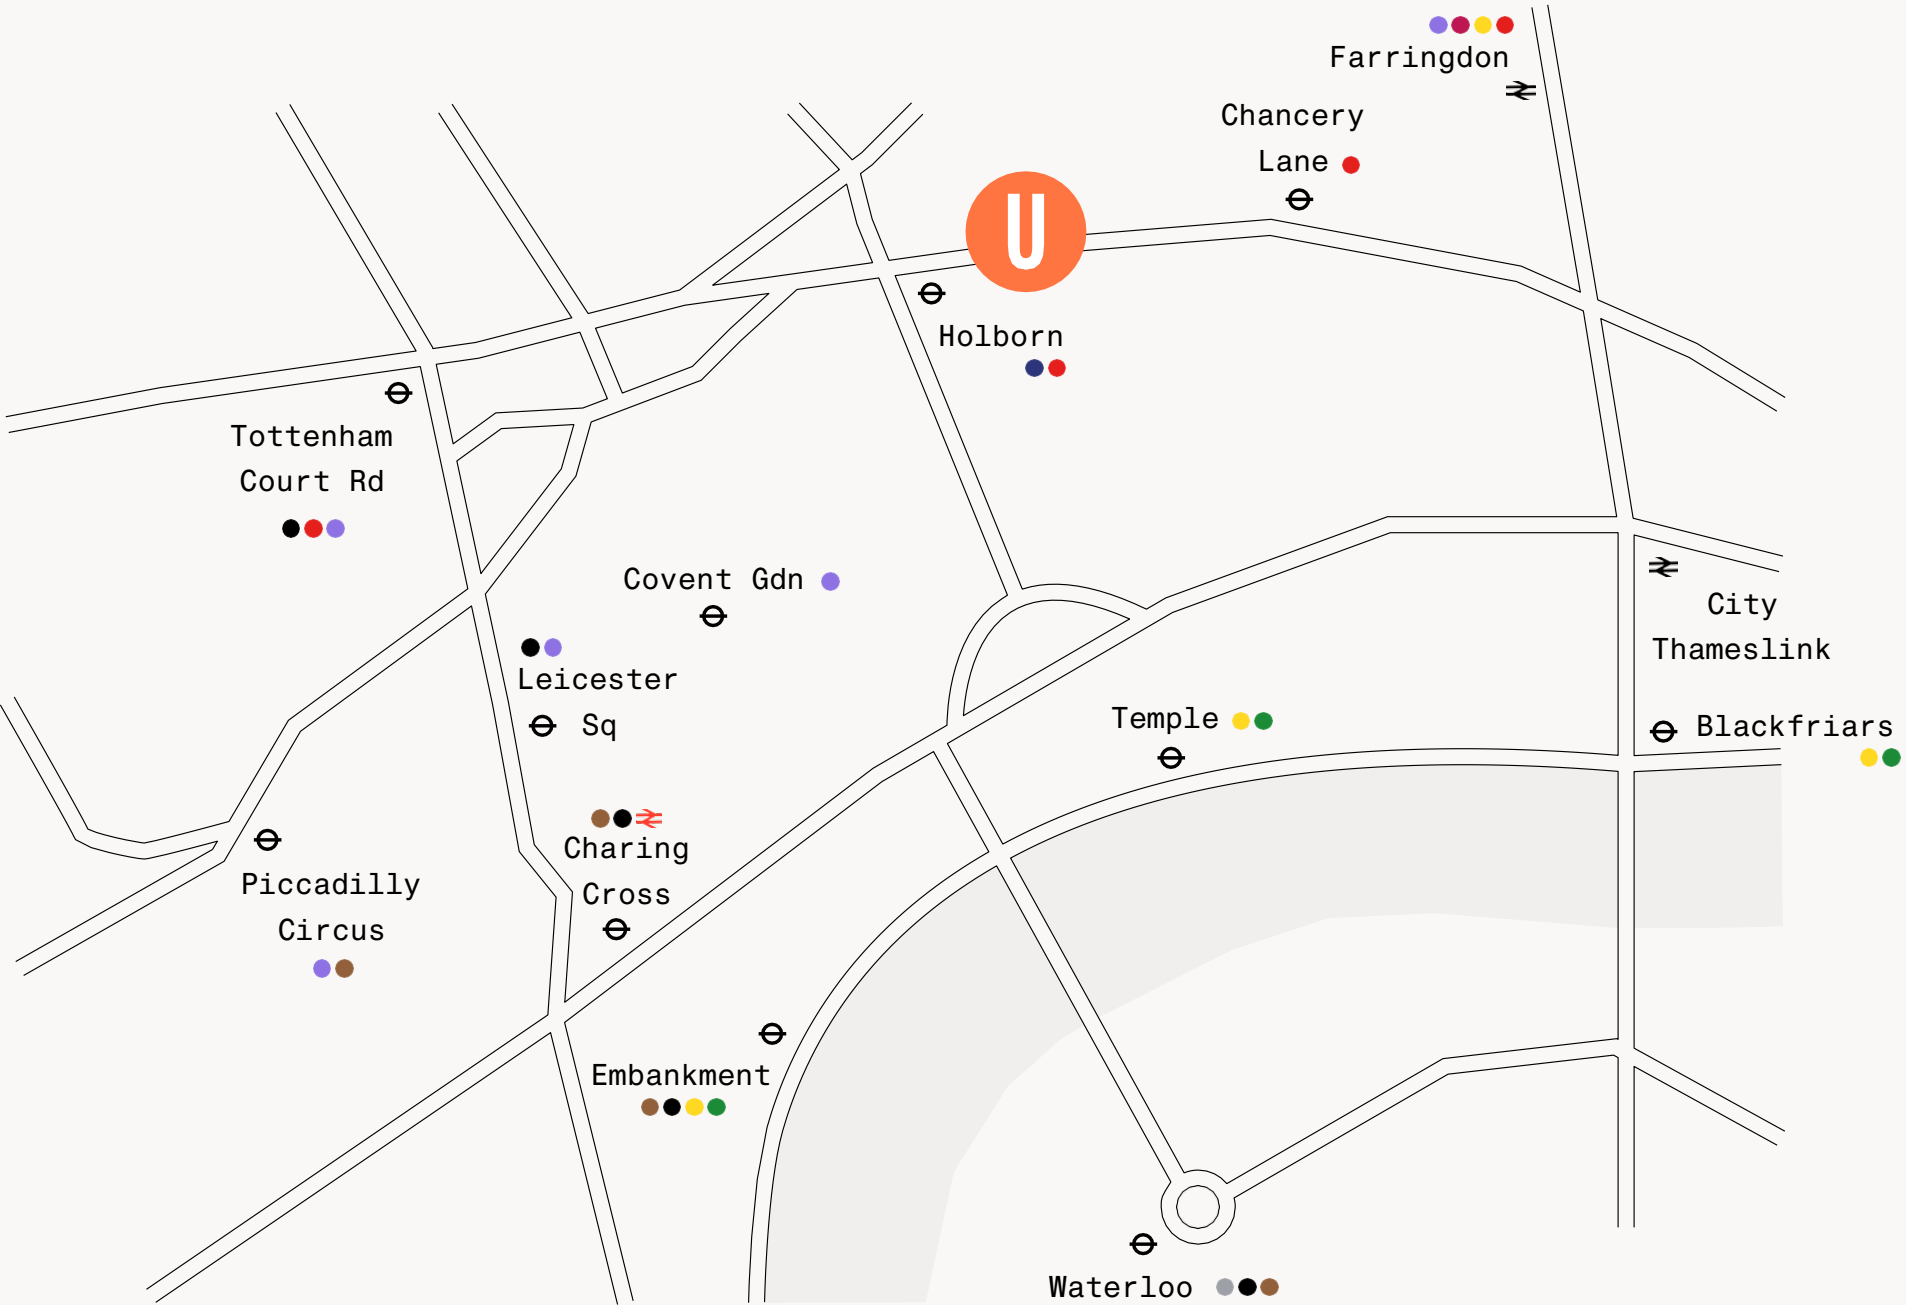 Farringdon
Chancery
Lane
U
Holborn
Tottenham
Court Rd
Covent Gdn
City
Thameslink
Leicester
Sq
Temple
Blackfriars
Charing
Cross
Piccadilly
Circus
Embankment
Waterloo